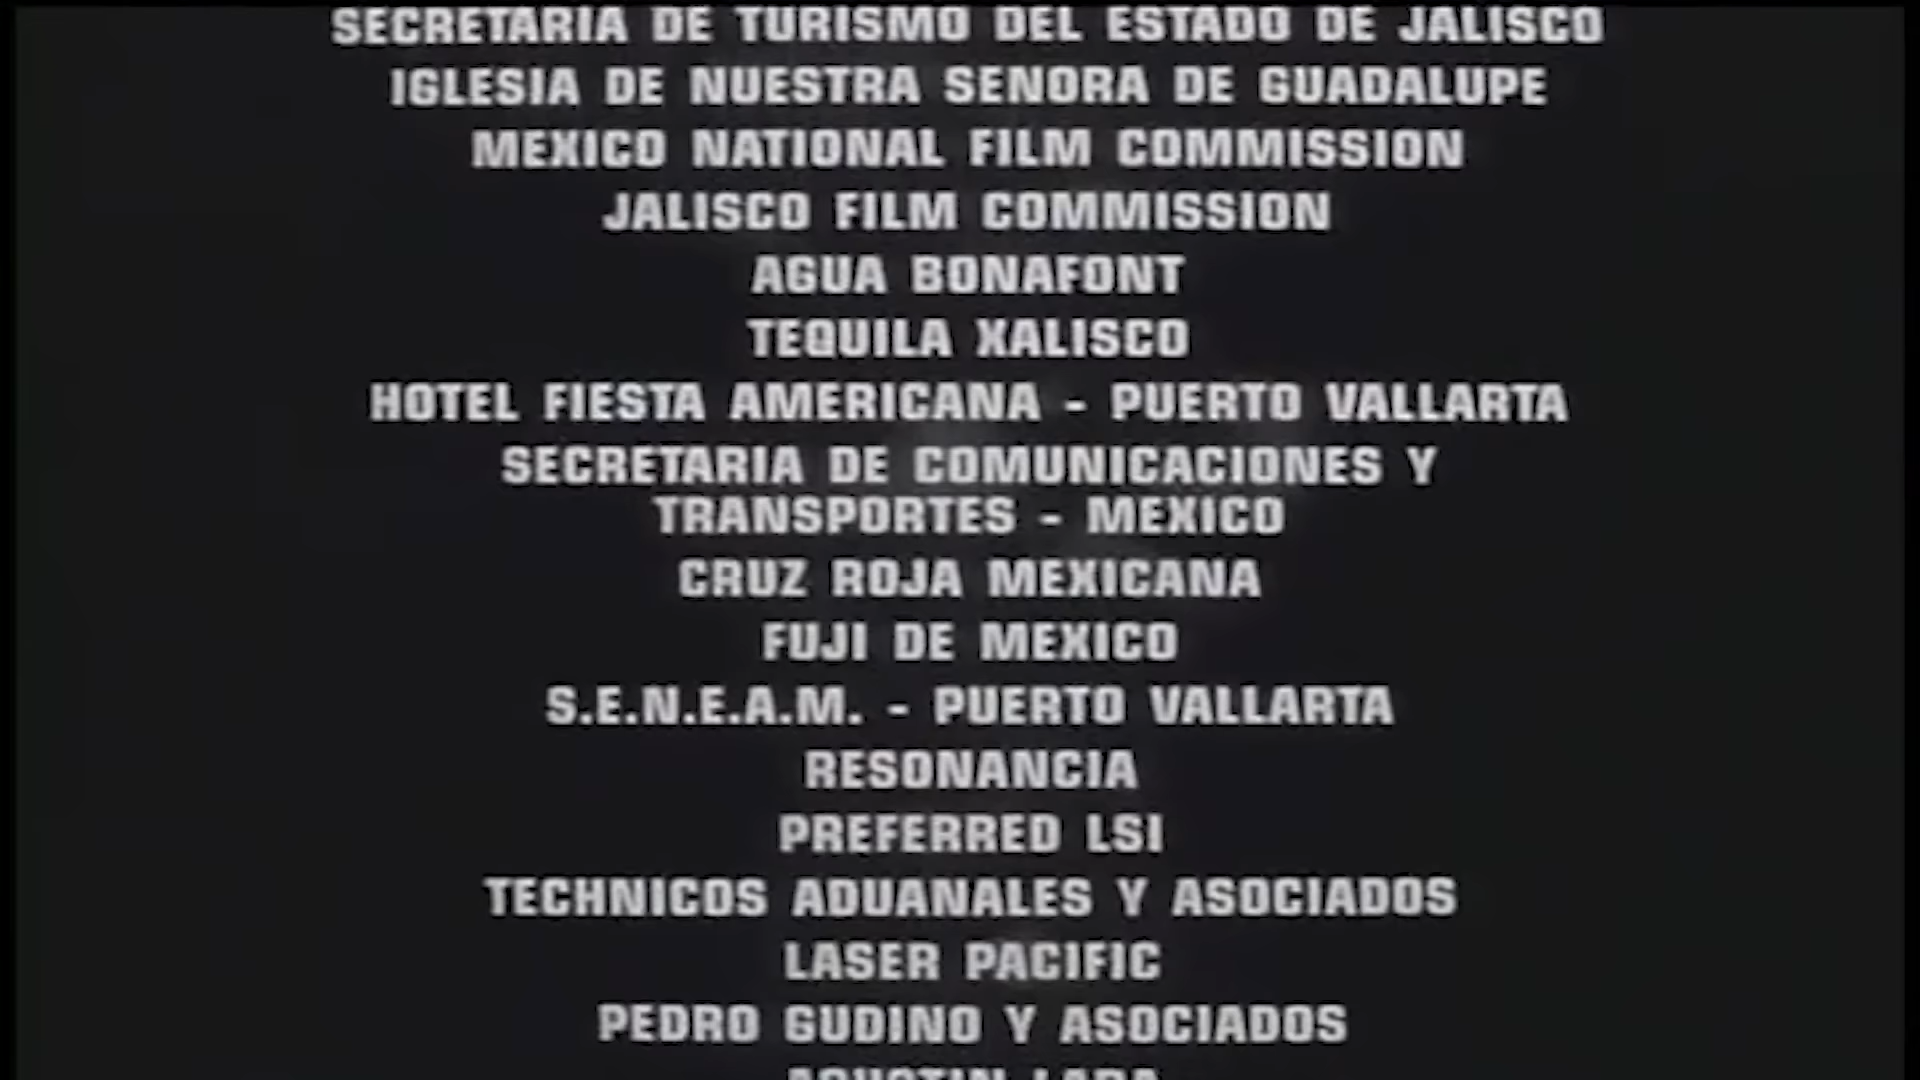 SECRETARIA DE TURISMO DEL ESTADO DE JALISCO
IGLESIA DE NUESTRA SENORA DE GUADALUPE
MEXICO NATIONAL FILM COMMISSION
JALISCO FILM COMMISSION
AGUA BONAFONT
TEQUILA XALISCO
HOTEL FIESTA AMERICANA - PUERTO VALLARTA
SECRETARIA DE COMUNICACIONES Y
TRANSPORTES - MEXICO
CRUZ ROJA MEXICANA
FUJI DE MEXICO
S.E.N.E.A.M. - PUERTO VALLARTA
RESONANCIA
PREFERRED LSI
TECHNICOS ADUANALES Y ASOCIADOS
LASER PACIFIC
PEDRO GUDINO Y ASOCIADOS